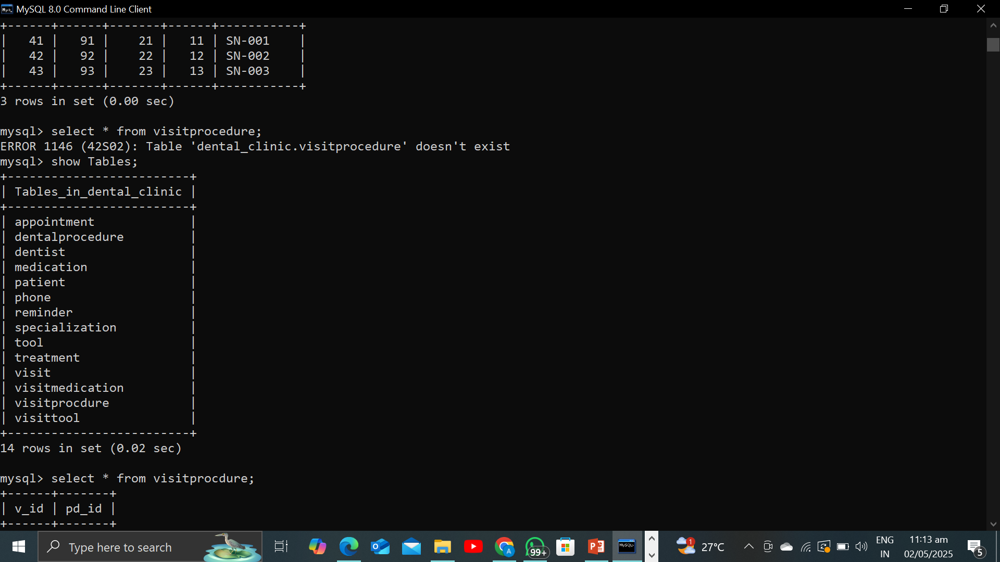 MySQL 8.0 Command Line Client
+------+------+-------+------+-----------+
|   41 |   91 |    21 |   11 | SN-001    |
|   42 |   92 |    22 |   12 | SN-002    |
|   43 |   93 |    23 |   13 | SN-003    |
+------+------+-------+------+-----------+
3 rows in set (0.00 sec)
mysql> select * from visitprocedure;
ERROR 1146 (42S02): Table 'dental_clinic.visitprocedure' doesn't exist
mysql> show Tables;
+-------------------------+
| Tables_in_dental_clinic |
+-------------------------+
| appointment             |
| dentalprocedure         |
| dentist                 |
| medication              |
| patient                 |
| phone                   |
| reminder                |
| specialization          |
| tool                    |
| treatment               |
| visit                   |
| visitmedication         |
| visitprocdure           |
| visittool               |
+-------------------------+
14 rows in set (0.02 sec)
mysql> select * from visitprocdure;
+------+-------+
| v_id | pd_id |
+------+-------+
Type here to search
99+
A
MySQL>
1
27°C
ENG
IN
11:13 am
02/05/2025
5